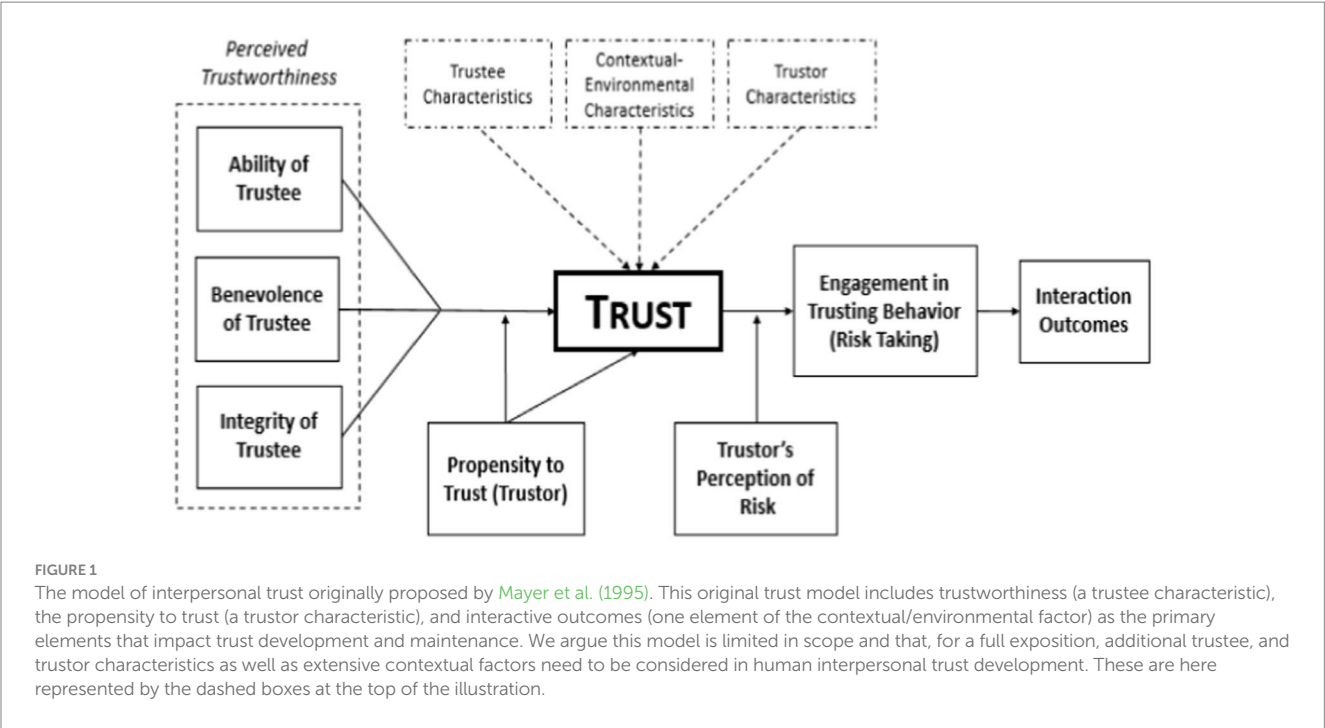 Perceived
Trustworthiness
Trustee
Characteristics
Contextual-
Environmental
Characteristics
Trustor
Characteristics
Ability of
Trustee
Benevolence
of Trustee
Integrity of
Trustee
TRUST
Engagement in
Trusting Behavior
(Risk Taking)
Interaction
Outcomes
Propensity to
Trust (Trustor)
Trustor's
Perception of
Risk
FIGURE 1
The model of interpersonal trust originally proposed by Mayer et al. (1995). This original trust model includes trustworthiness (a trustee characteristic),
the propensity to trust (a trustor characteristic), and interactive outcomes (one element of the contextual/environmental factor) as the primary
elements that impact trust development and maintenance. We argue this model is limited in scope and that, for a full exposition, additional trustee, and
trustor characteristics as well as extensive contextual factors need to be considered in human interpersonal trust development. These are here
represented by the dashed boxes at the top of the illustration.